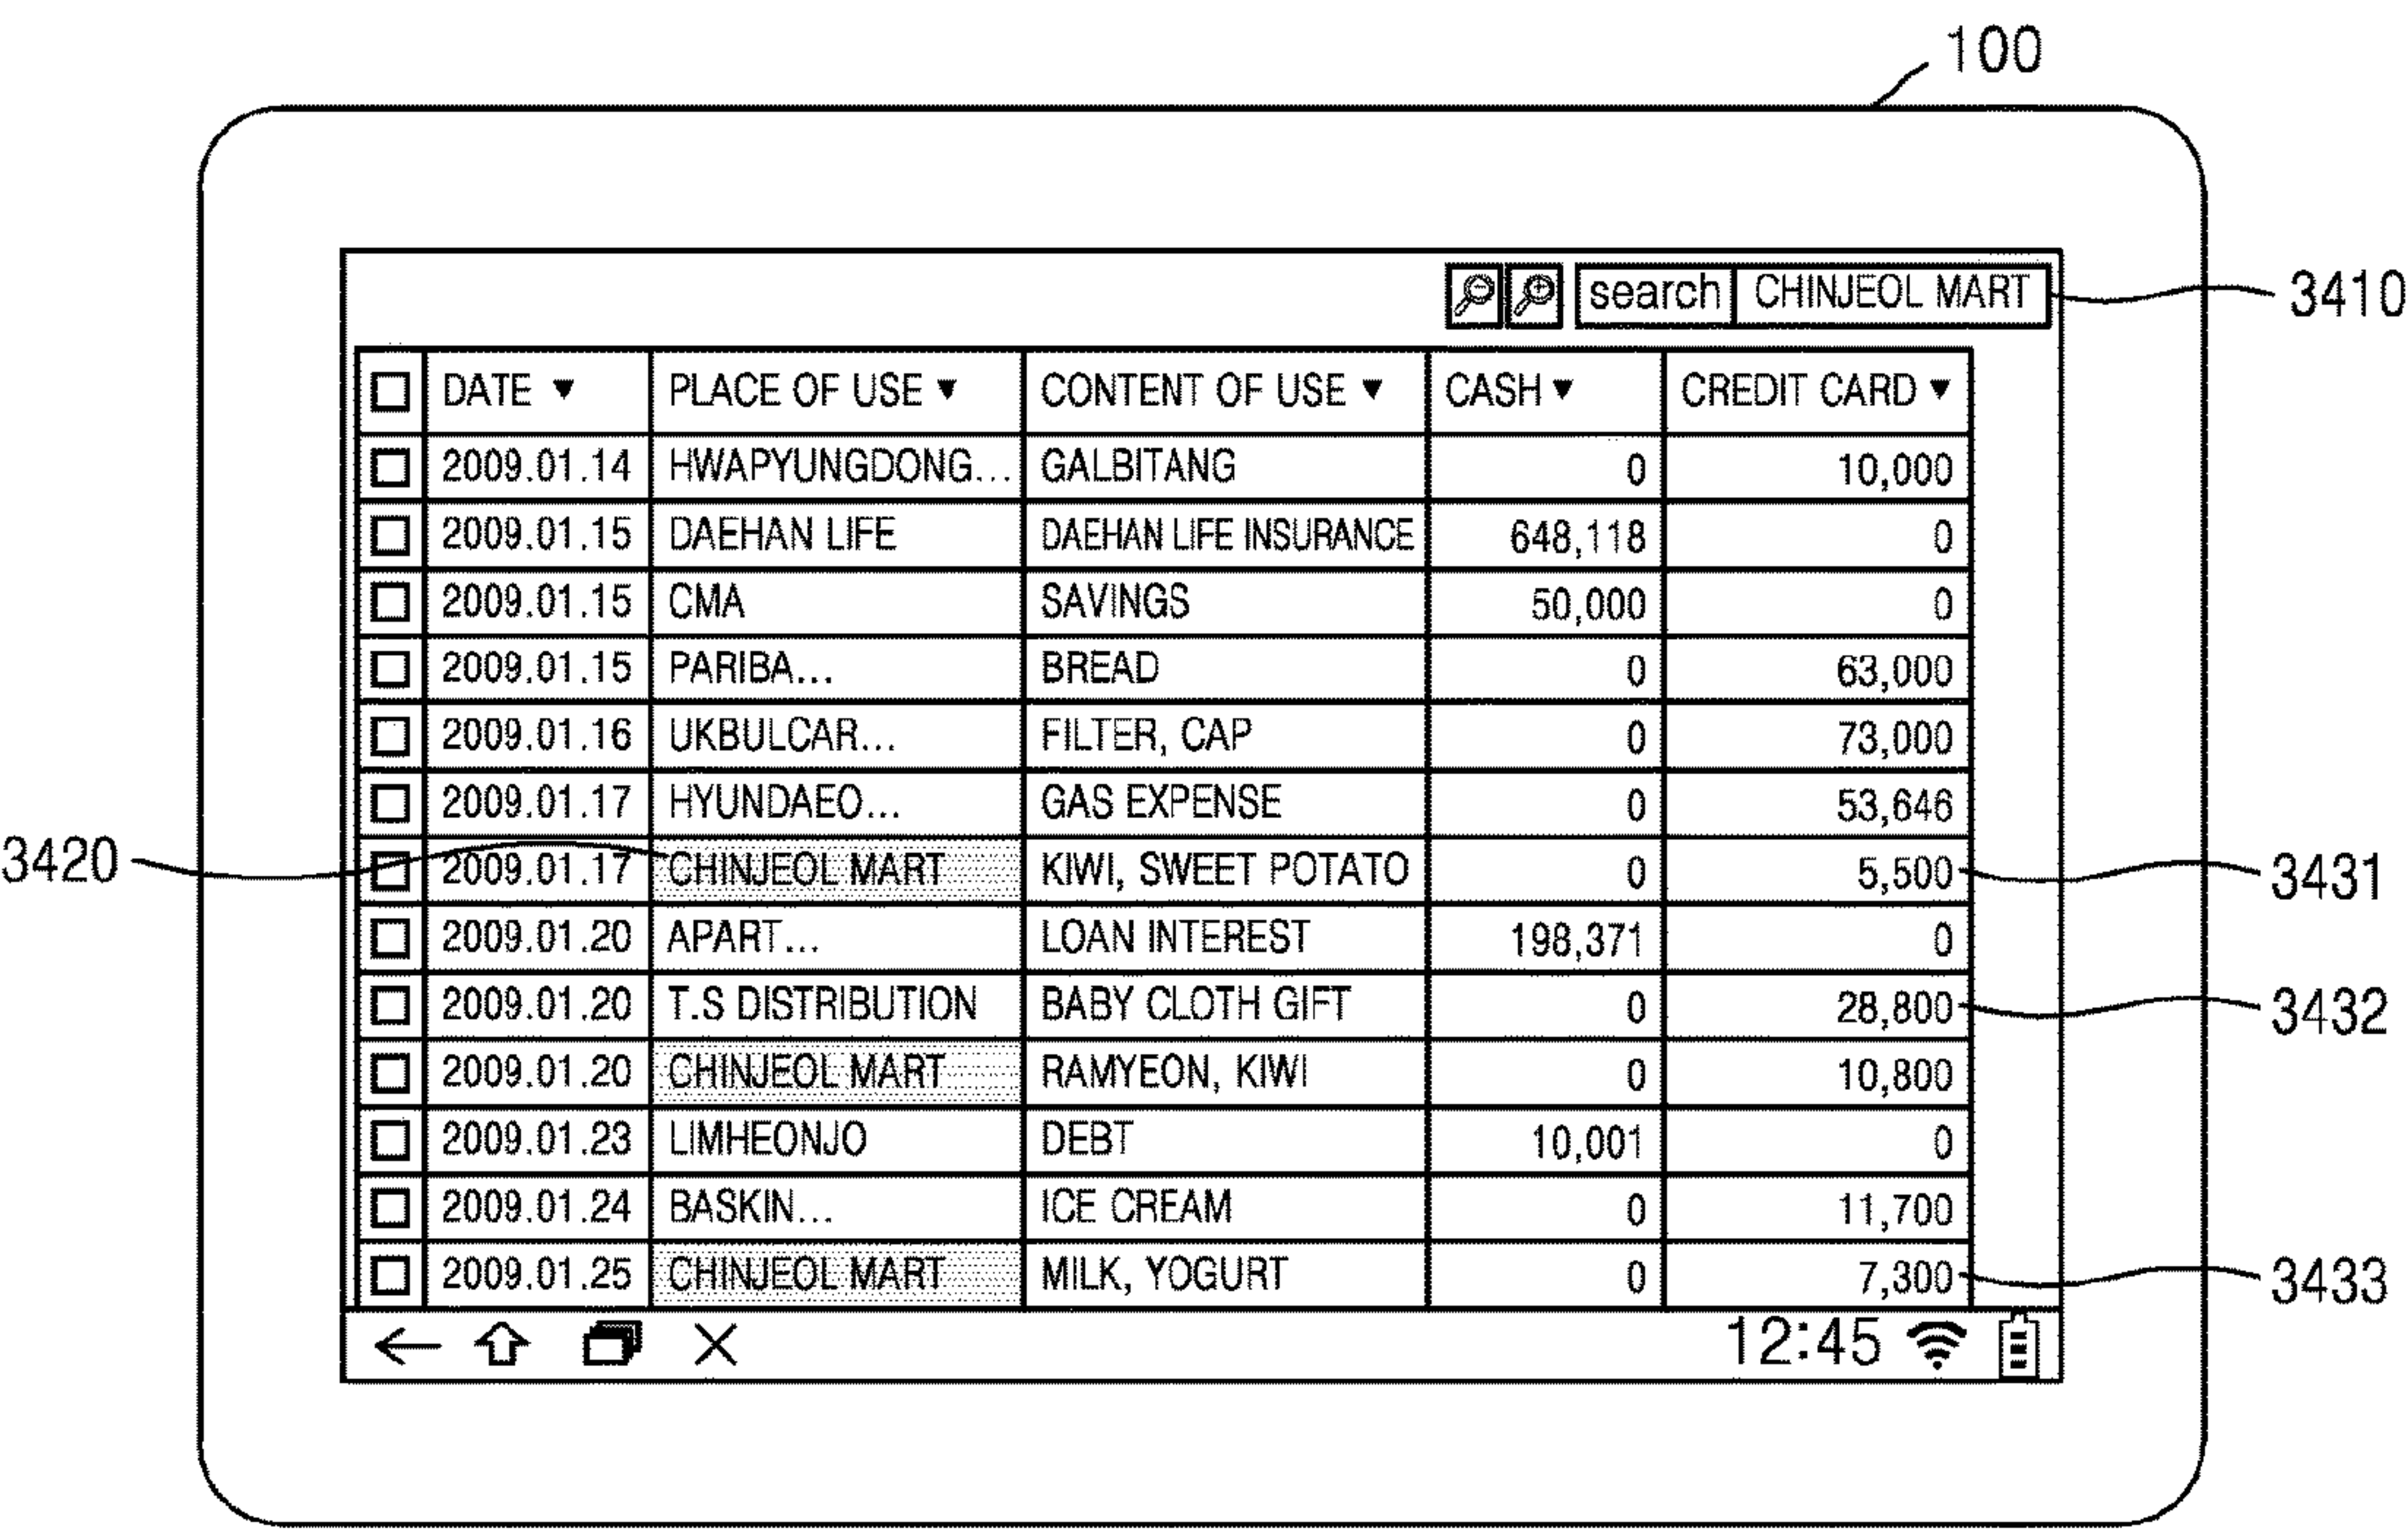 100
search CHINJEOL MART 3410
DATE ▼ PLACE OF USE ▼ CONTENT OF USE ▼ CASH ▼ CREDIT CARD ▼
2009.01.14 HWAPYUNGDONG... GALBITANG 0 10,000
2009.01.15 DAEHAN LIFE DAEHAN LIFE INSURANCE 648,118 0
2009.01.15 CMA SAVINGS 50,000 0
2009.01.15 PARIBA... BREAD 0 63,000
2009.01.16 UKBULCAR... FILTER, CAP 0 73,000
2009.01.17 HYUNDAEO... GAS EXPENSE 0 53,646
3420 2009.01.17 CHINJEOL MART KIWI, SWEET POTATO 0 5,500 3431
2009.01.20 APART... LOAN INTEREST 198,371 0
2009.01.20 T.S DISTRIBUTION BABY CLOTH GIFT 0 28,800 3432
2009.01.20 CHINJEOL MART RAMYEON, KIWI 0 10,800
2009.01.23 LIMHEONJO DEBT 10,001 0
2009.01.24 BASKIN... ICE CREAM 0 11,700
2009.01.25 CHINJEOL MART MILK, YOGURT 0 7,300 3433
12:45